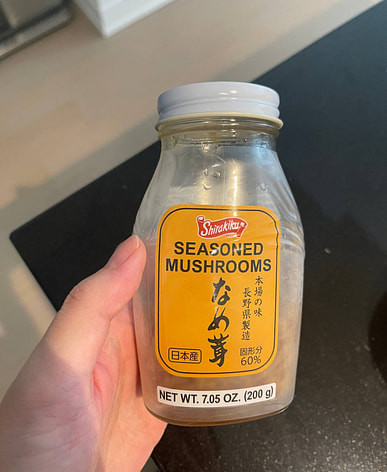 Shirakiku
SEASONED
MUSHROOMS
本場の味
長野県製造
なめ茸
日本産
固形分
60%
NET WT. 7.05 OZ. (200 g)